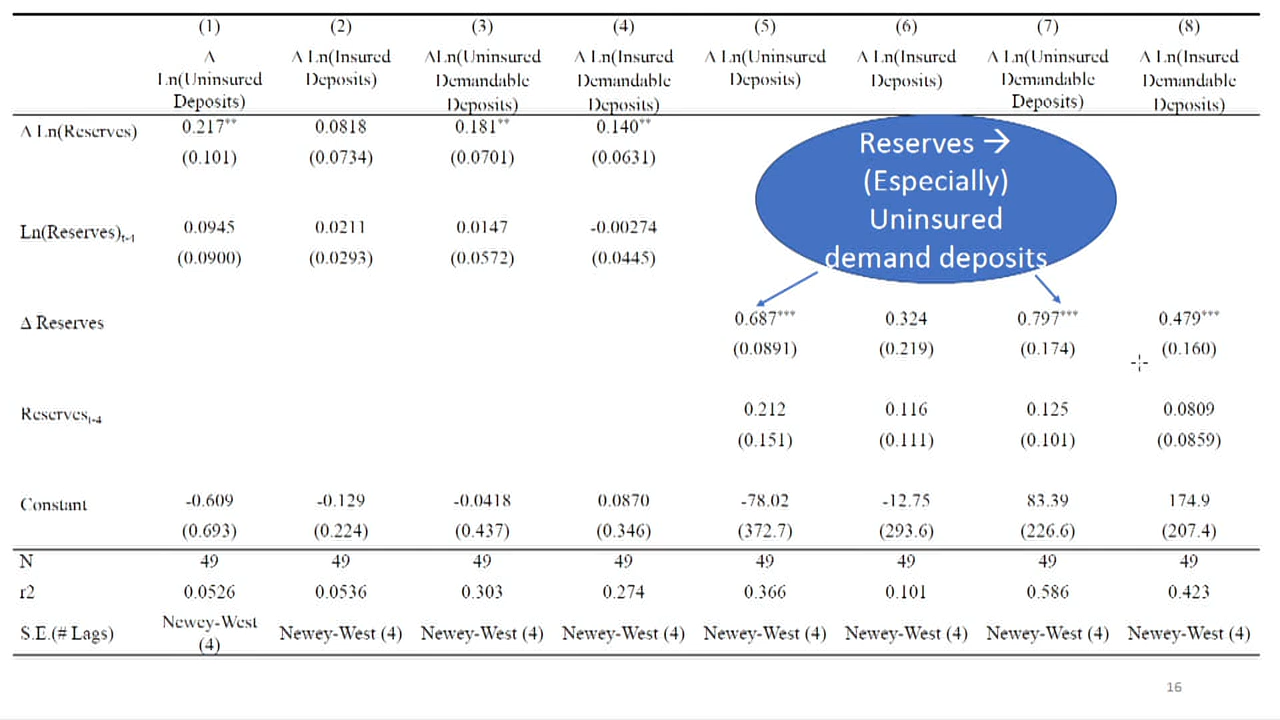 (1) (2) (3) (4) (5) (6) (7) (8)
Δ Ln(Uninsured Deposits) Δ Ln(Insured Deposits) ΔLn(Uninsured Demandable Deposits) Δ Ln(Insured Demandable Deposits) Δ Ln(Uninsured Deposits) Δ Ln(Insured Deposits) Δ Ln(Uninsured Demandable Deposits) Δ Ln(Insured Demandable Deposits)
Δ Ln(Reserves) 0.217** 0.0818 0.181** 0.140**
(0.101) (0.0734) (0.0701) (0.0631)
Reserves →
(Especially)
Uninsured
demand deposits
Ln(Reserves)t-4 0.0945 0.0211 0.0147 -0.00274
(0.0900) (0.0293) (0.0572) (0.0445)
Δ Reserves 0.687*** 0.324 0.797*** 0.479***
(0.0891) (0.219) (0.174) (0.160)
Reservest-4 0.212 0.116 0.125 0.0809
(0.151) (0.111) (0.101) (0.0859)
Constant -0.609 -0.129 -0.0418 0.0870 -78.02 -12.75 83.39 174.9
(0.693) (0.224) (0.437) (0.346) (372.7) (293.6) (226.6) (207.4)
N 49 49 49 49 49 49 49 49
r2 0.0526 0.0536 0.303 0.274 0.366 0.101 0.586 0.423
S.E.(# Lags) Newey-West (4) Newey-West (4) Newey-West (4) Newey-West (4) Newey-West (4) Newey-West (4) Newey-West (4) Newey-West (4)
16